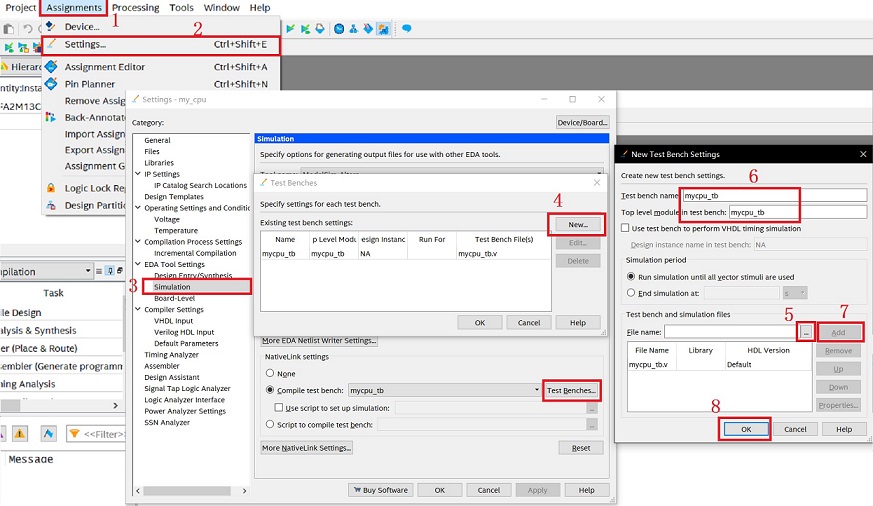 Project Assignments Processing Tools Window Help
1
Device...
2
Settings... Ctrl+Shift+E
Assignment Editor Ctrl+Shift+A
Pin Planner Ctrl+Shift+N
Remove Assig
Back-Annotat
Import Assign
Export Assign
Assignment G
Logic Lock Re
Design Partiti
Hierarc
ntity:Instan
FA2M13C
pilation
Task
ile Design
nalysis & Synthesis
er (Place & Route)
sembler (Generate programm
ming Analysis
<<Filter>>
Message
Settings - my_cpu
Category:
Device/Board...
General
Files
Libraries
IP Settings
IP Catalog Search Locations
Design Templates
Operating Settings and Conditio
Voltage
Temperature
Compilation Process Settings
Incremental Compilation
EDA Tool Settings
Design Entry/Synthesis
3
Simulation
Board-Level
Compiler Settings
VHDL Input
Verilog HDL Input
Default Parameters
Timing Analyzer
Assembler
Design Assistant
Signal Tap Logic Analyzer
Logic Analyzer Interface
Power Analyzer Settings
SSN Analyzer
Simulation
Specify options for generating output files for use with other EDA tools.
Test Benches
Specify settings for each test bench.
4
Existing test bench settings:
New...
Edit...
Delete
Name p Level Modu esign Instanc Run For Test Bench File(s)
mycpu_tb mycpu_tb NA mycpu_tb.v
OK Cancel Help
More EDA Netlist Writer Settings...
NativeLink settings
None
Compile test bench: mycpu_tb Test Benches...
Use script to set up simulation: ...
Script to compile test bench: ...
More NativeLink Settings... Reset
Buy Software OK Cancel Apply Help
New Test Bench Settings
Create new test bench settings.
6
Test bench name: mycpu_tb
Top level module in test bench: mycpu_tb
Use test bench to perform VHDL timing simulation
Design instance name in test bench: NA
Simulation period
Run simulation until all vector stimuli are used
End simulation at: s
Test bench and simulation files
5 7
File name: ... Add
File Name Library HDL Version
mycpu_tb.v Default
Remove
Up
Down
Properties...
8
OK Cancel Help